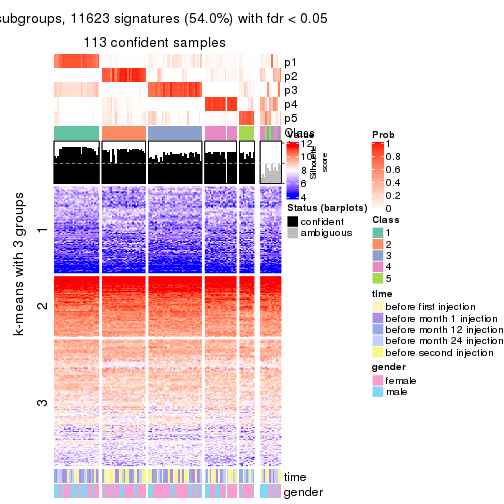 subgroups, 11623 signatures (54.0%) with fdr < 0.05
113 confident samples
p1
p2
p3
p4
p5
Class
Silhouette
score
k-means with 3 groups
1
2
3
time
gender
Value
12
10
8
6
4
Status (barplots)
confident
ambiguous
Prob
1
0.8
0.6
0.4
0.2
0
Class
1
2
3
4
5
time
before first injection
before month 1 injection
before month 12 injection
before month 24 injection
before second injection
gender
female
male